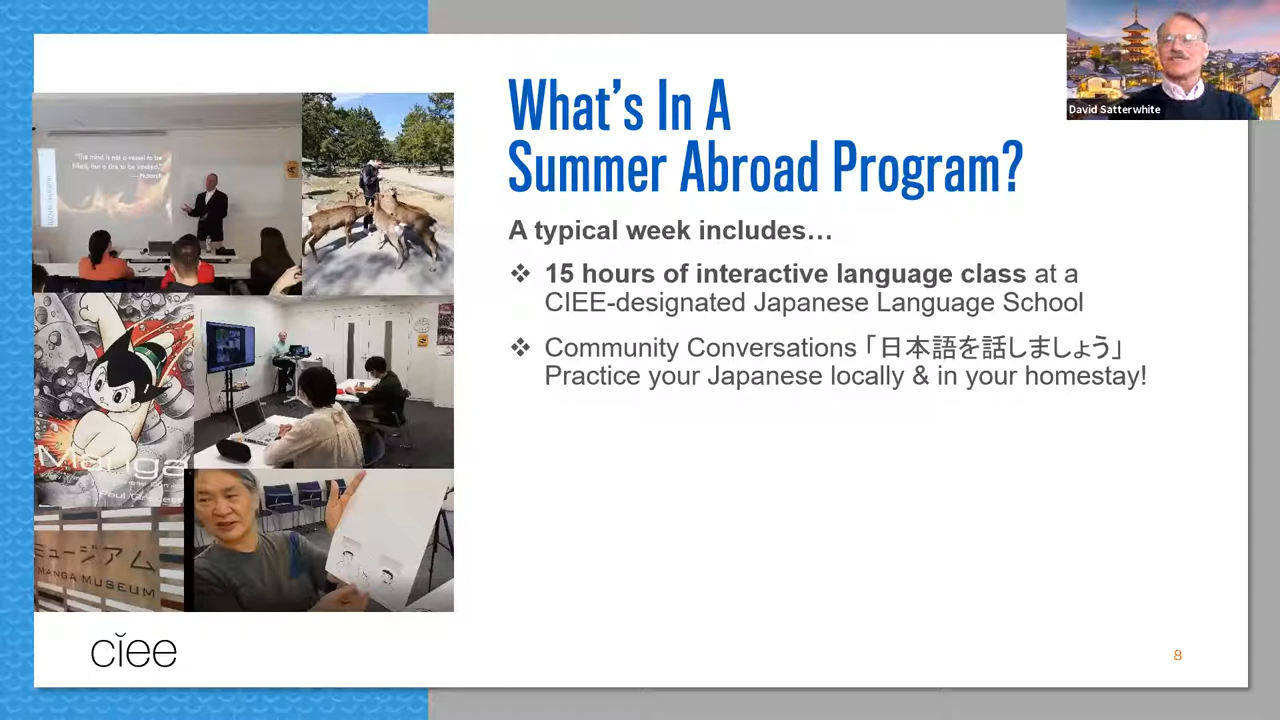 What's In A
Summer Abroad Program?
A typical week includes…
❖ 15 hours of interactive language class at a
CIEE-designated Japanese Language School
❖ Community Conversations 「日本語を話しましょう」
Practice your Japanese locally & in your homestay!
David Satterwhite
"The mind is not a vessel to be
filled, but a fire to be kindled."
Manga
Paul
ミュージアム
MANGA MUSEUM
ciee
8